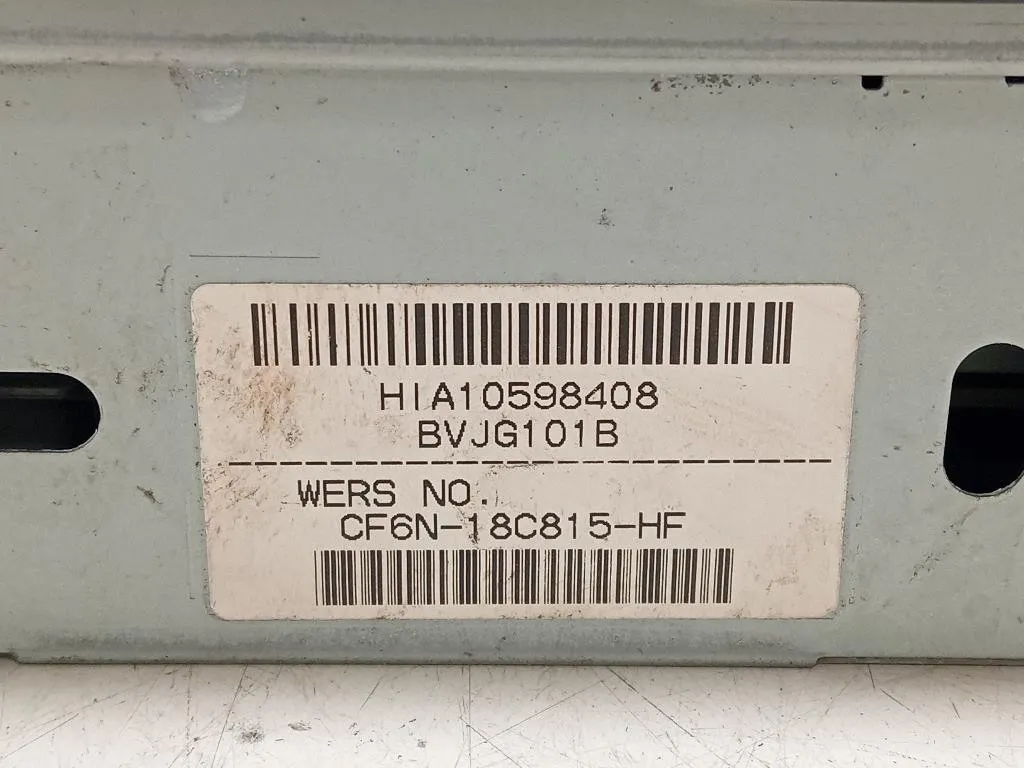 HIA10598408
BVJG101B
WERS NO.
CF6N-18C815-HF